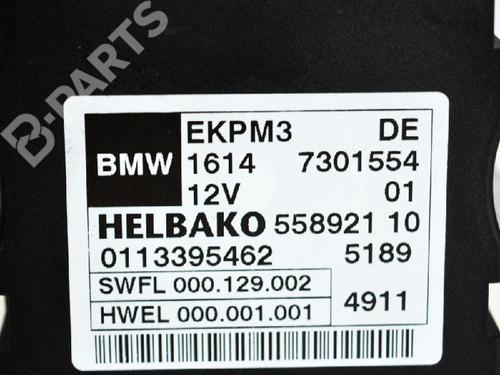 B-PARTS
EKPM3 DE
BMW 1614 7301554
12V 01
HELBAKO 558921 10
0113395462 5189
SWFL 000.129.002
HWEL 000.001.001 4911